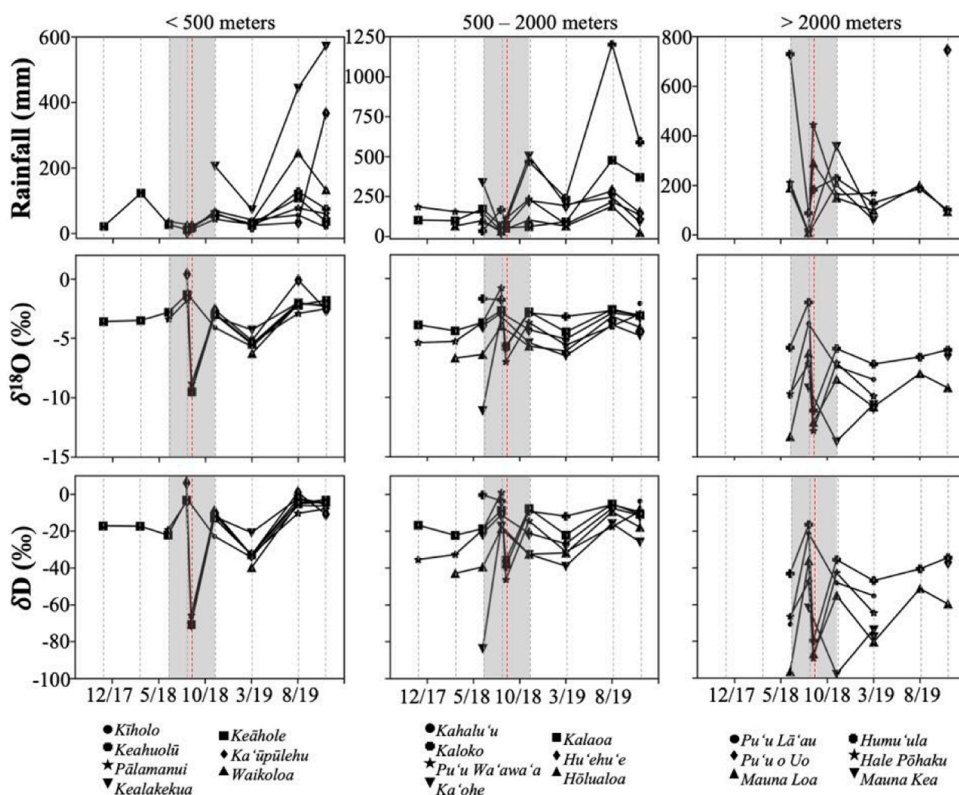 < 500 meters
500 – 2000 meters
> 2000 meters
Rainfall (mm)
600
400
200
0
1250
1000
750
500
250
0
800
600
400
200
0
δ¹⁸O (‰)
0
-5
-10
-15
δD (‰)
0
-20
-40
-60
-80
-100
12/17 5/18 10/18 3/19 8/19
12/17 5/18 10/18 3/19 8/19
12/17 5/18 10/18 3/19 8/19
Kīholo
Keahuolū
Pālamanui
Kealakekua
Keāhole
Ka‘ūpūlehu
Waikoloa
Kahalu‘u
Kaloko
Pu‘u Wa‘awa‘a
Ka‘ohe
Kalaoa
Hu‘ehu‘e
Hōlualoa
Pu‘u Lā‘au
Pu‘u o Uo
Mauna Loa
Humu‘ula
Hale Pōhaku
Mauna Kea